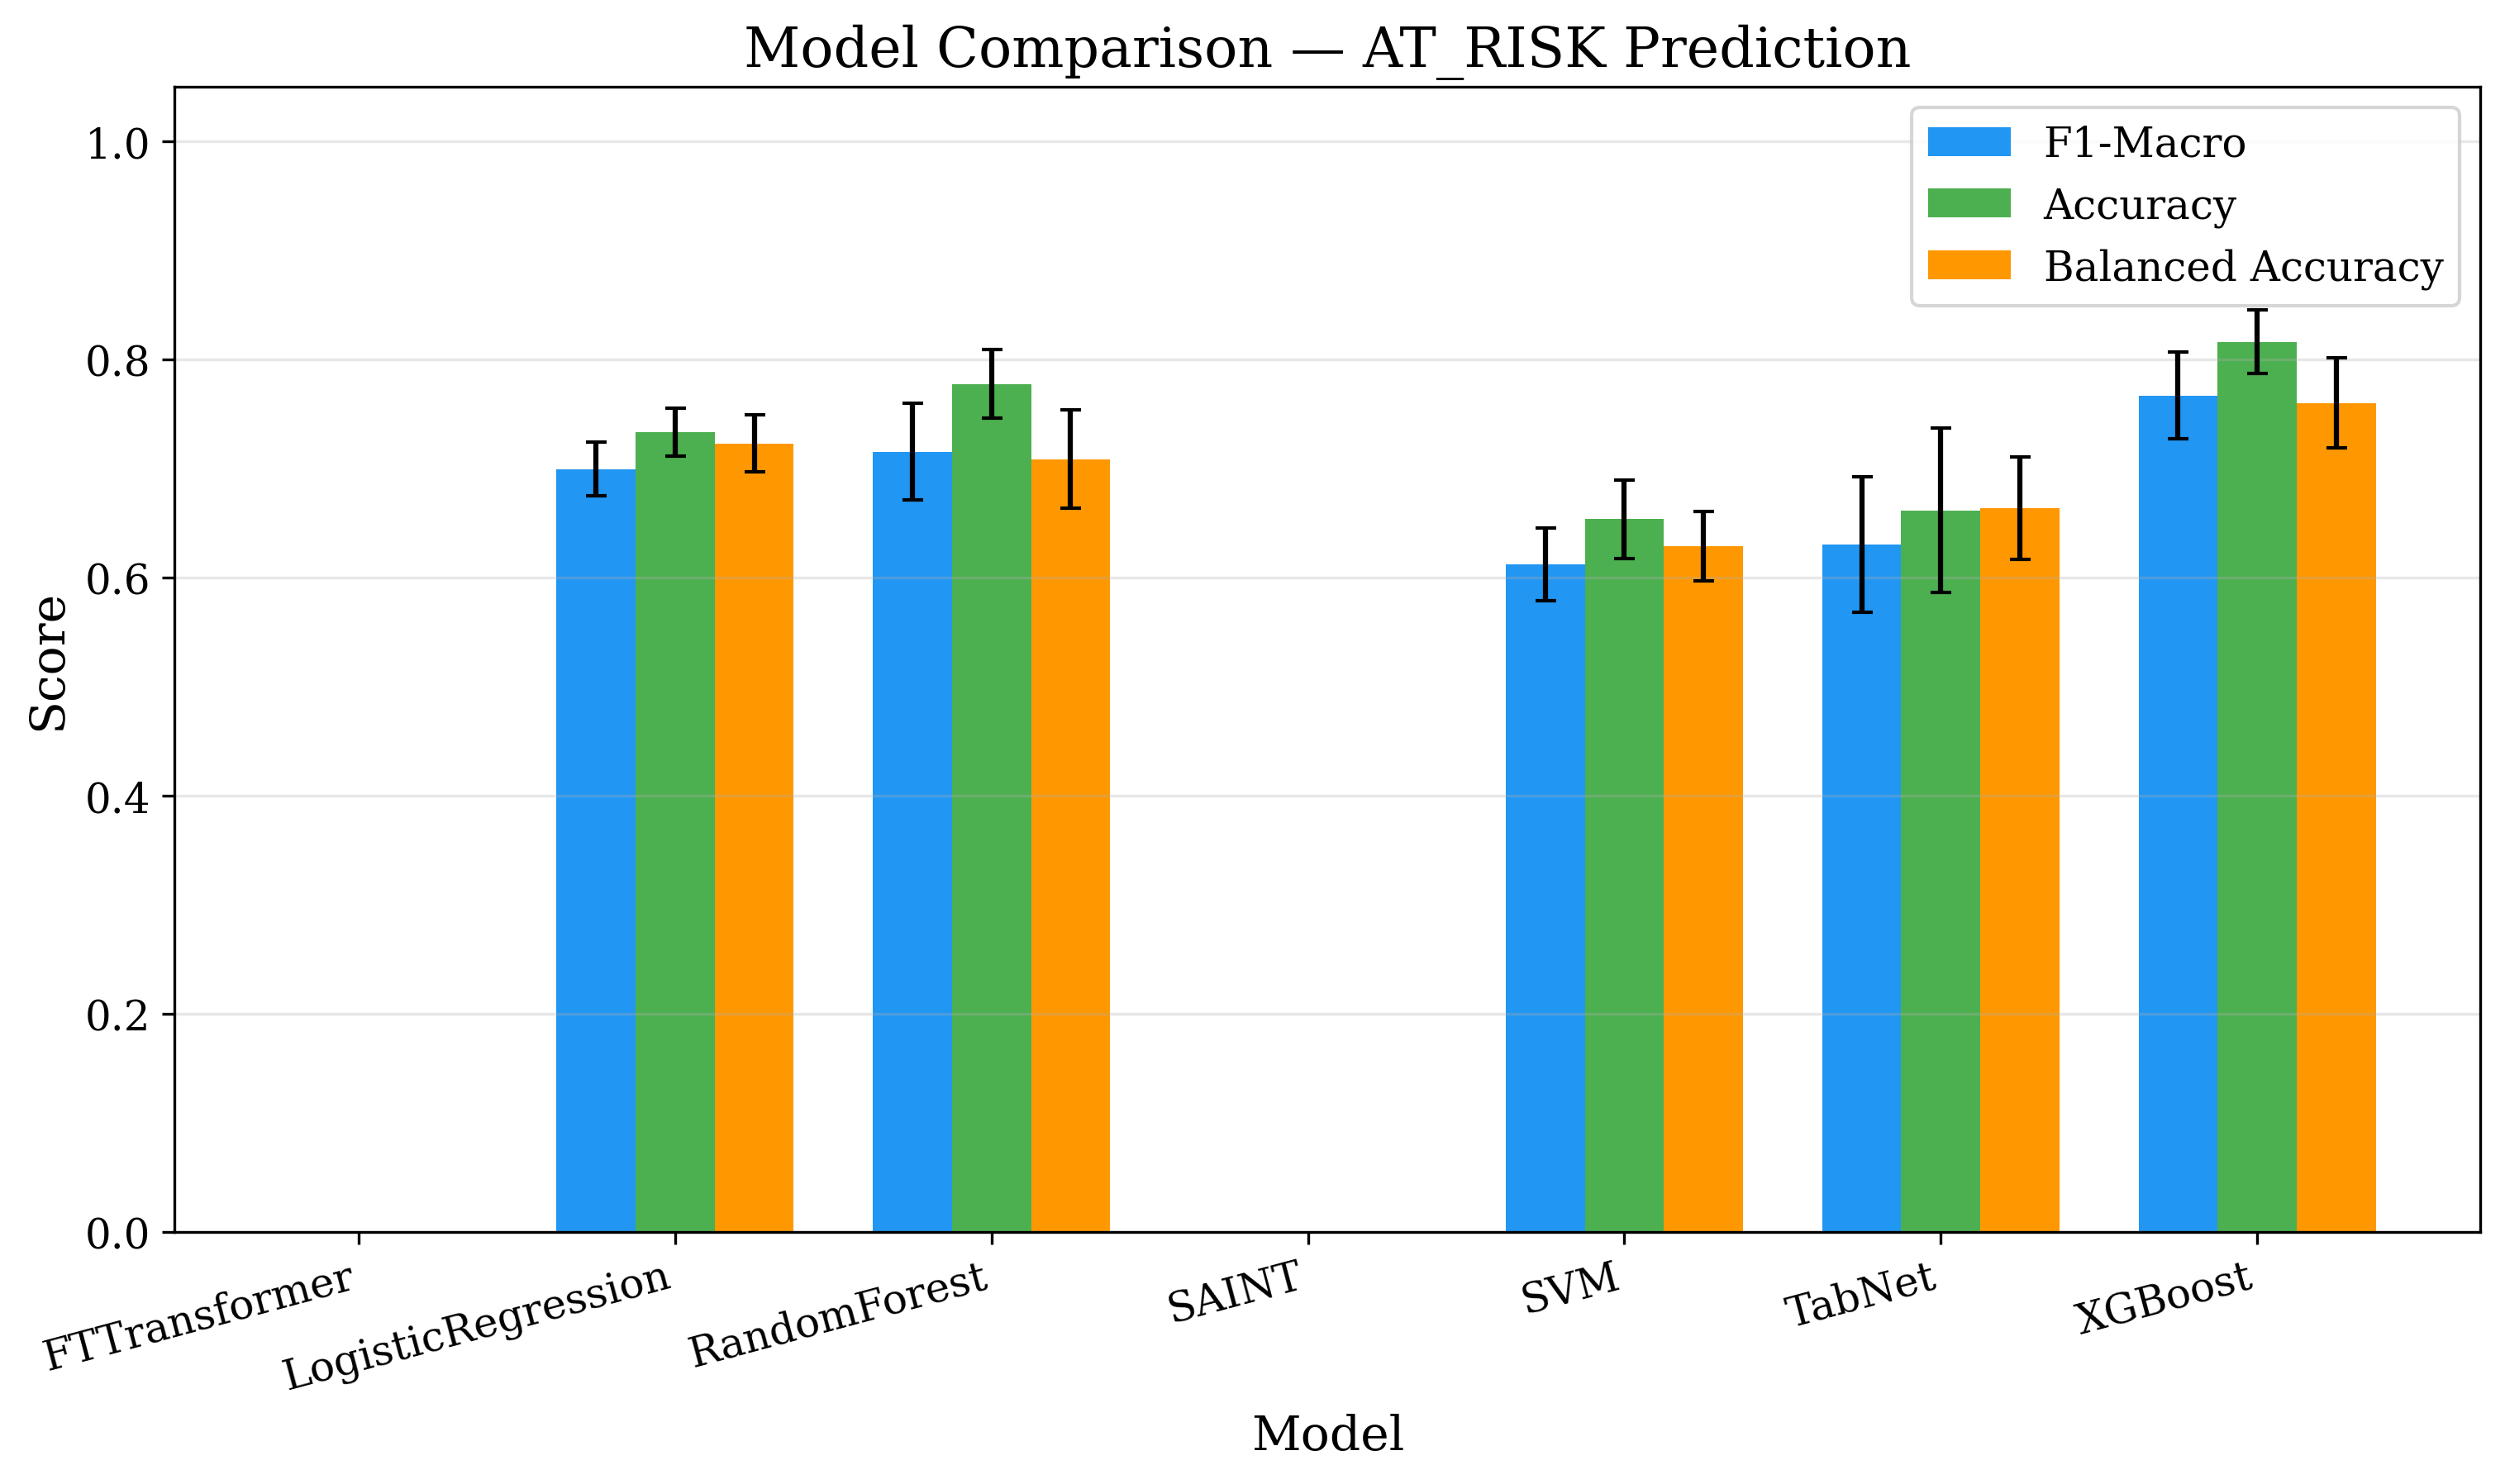 Model Comparison — AT_RISK Prediction
F1-Macro
Accuracy
Balanced Accuracy
Score
1.0
0.8
0.6
0.4
0.2
0.0
FTTransformer
LogisticRegression
RandomForest
SAINT
SVM
TabNet
XGBoost
Model